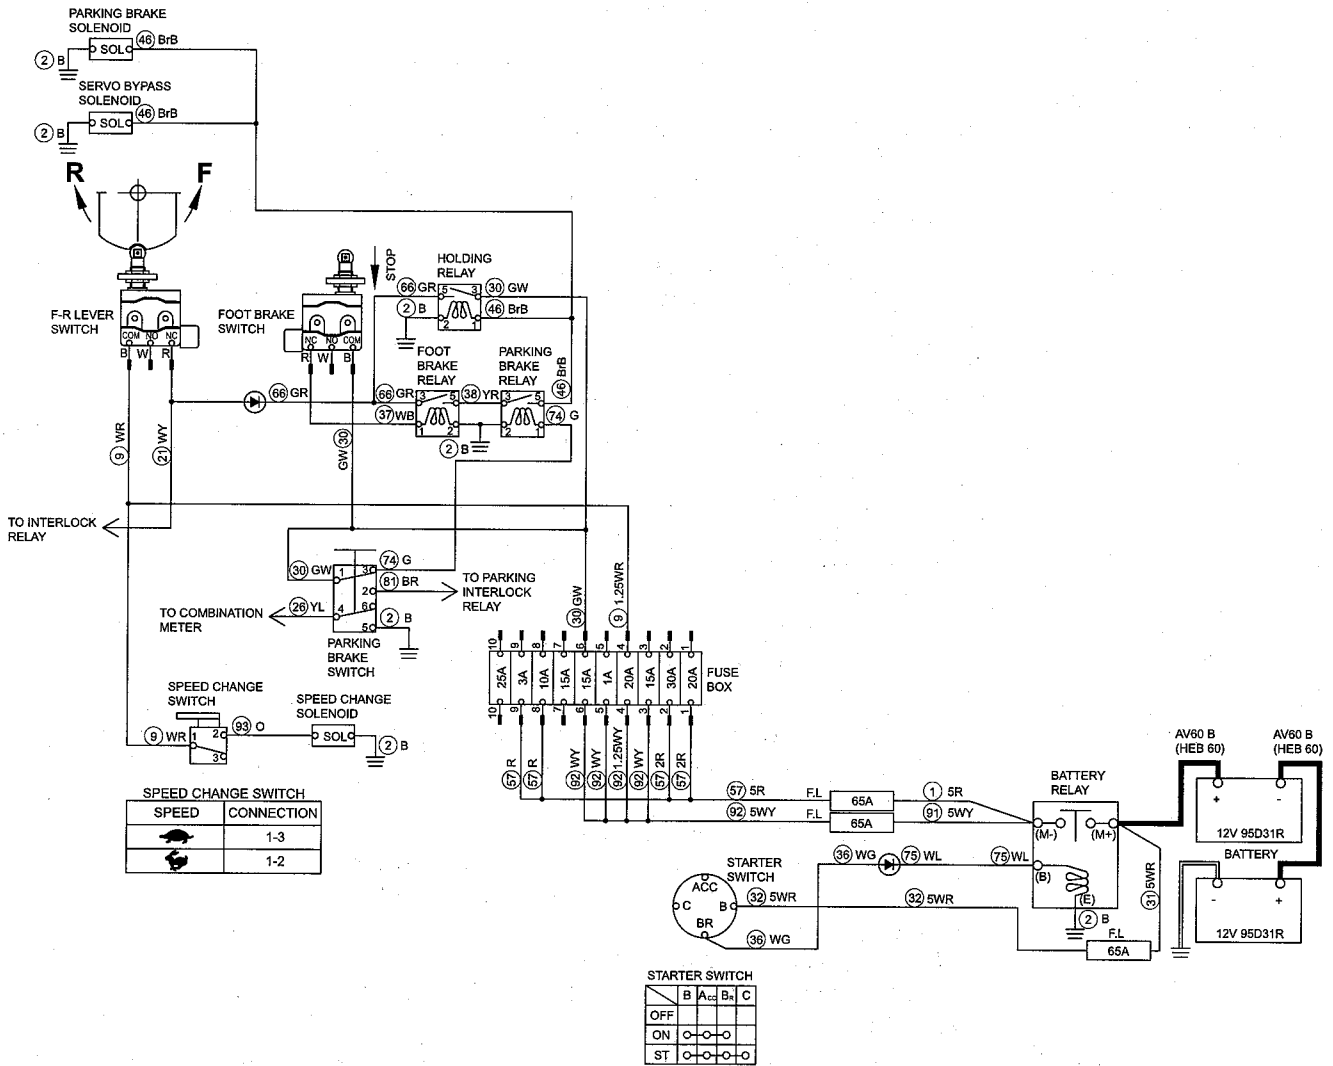 PARKING BRAKE
SOLENOID
46 BrB
SOL
2 B
SERVO BYPASS
SOLENOID
46 BrB
SOL
2 B
R
F
STOP
F-R LEVER
SWITCH
COM NO NC
B W R
FOOT BRAKE
SWITCH
NC NO COM
R W B
HOLDING
RELAY
66 GR
5 3
30 GW
2 B
46 BrB
2 1
FOOT
BRAKE
RELAY
PARKING
BRAKE
RELAY
46 BrB
66 GR
66 GR
3 5
38 YR
3 5
37 WB
1 2
2 1
74 G
2 B
9 WR
21 WY
GW 30
TO INTERLOCK
RELAY
30 GW
1 3
74 G
2
81 BR
TO PARKING
INTERLOCK
RELAY
TO COMBINATION
METER
26 YL
4 6
5
2 B
PARKING
BRAKE
SWITCH
30 GW
9 1.25WR
10 9 8 7 6 5 4 3 2 1
25A 3A 10A 15A 15A 1A 20A 15A 30A 20A
10 9 8 7 6 5 4 3 2 1
FUSE
BOX
57 R
57 R
92 WY
92 WY
92 1.25WY
92 WY
57 2R
57 2R
SPEED CHANGE
SWITCH
9 WR
1 2
3
93 O
SPEED CHANGE
SOLENOID
SOL
2 B
SPEED CHANGE SWITCH
SPEED CONNECTION
1-3
1-2
57 5R
F.L
65A
1 5R
92 5WY
F.L
65A
91 5WY
BATTERY
RELAY
(M-) (M+)
36 WG
75 WL
75 WL
(B)
(E)
2 B
AV60 B
(HEB 60)
AV60 B
(HEB 60)
+ -
12V 95D31R
BATTERY
- +
12V 95D31R
31 5WR
F.L
65A
STARTER
SWITCH
ACC
C B
BR
32 5WR
32 5WR
36 WG
STARTER SWITCH
B Acc BR C
OFF
ON
ST